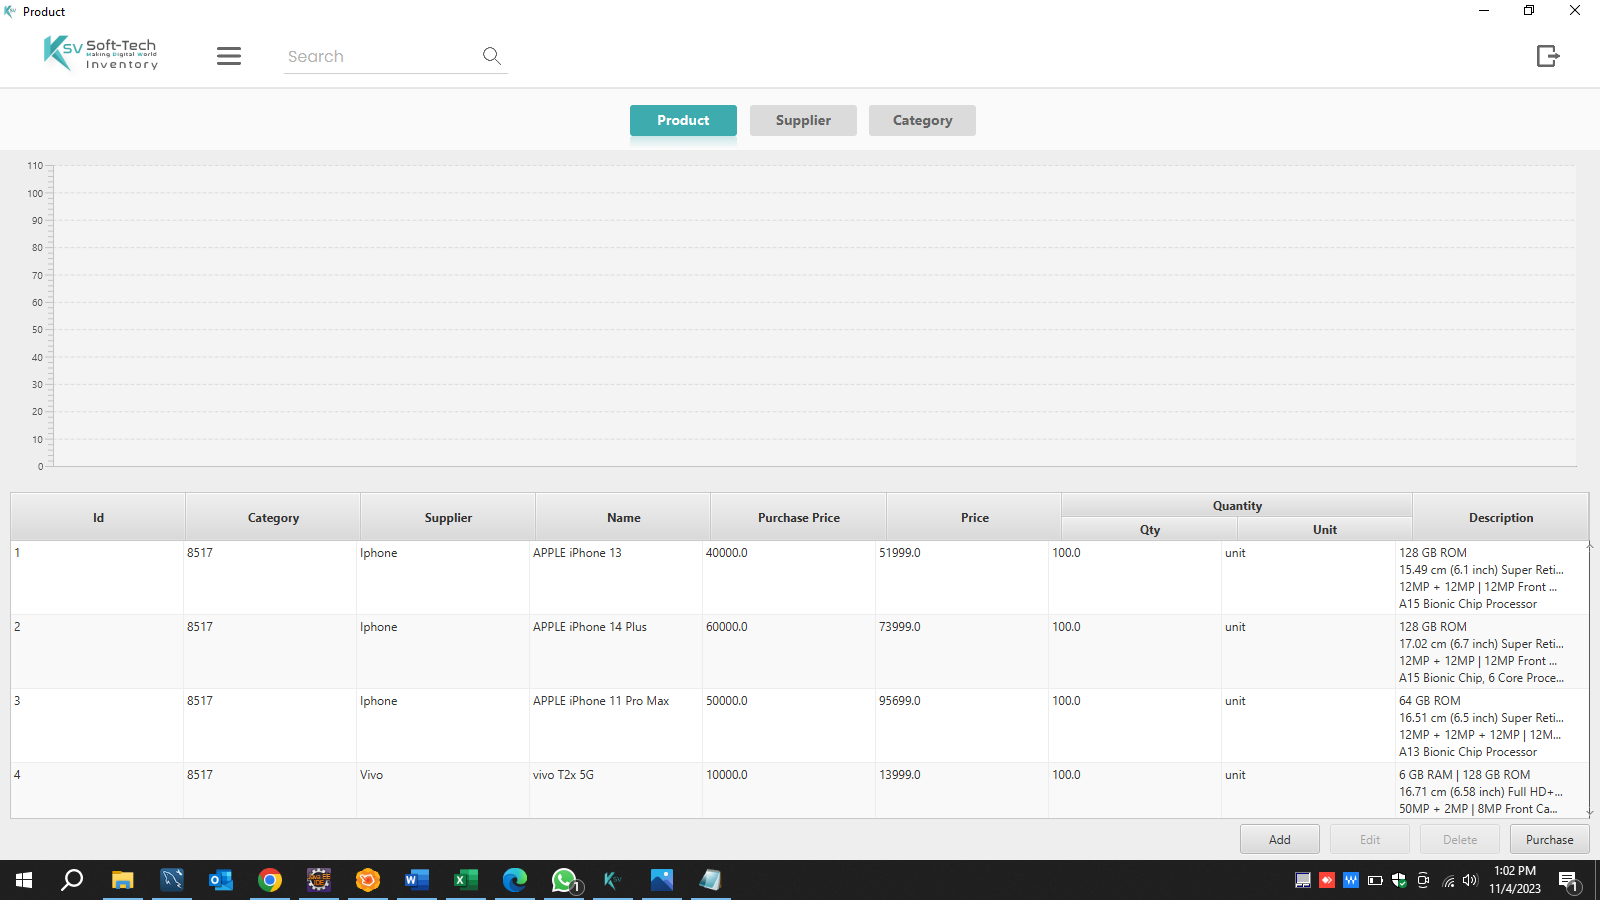 Product
Ksv Soft-Tech
Making Digital World
Inventory
Search
Product Supplier Category
110
100
90
80
70
60
50
40
30
20
10
0
Id Category Supplier Name Purchase Price Price Quantity Description
Qty Unit
1 8517 Iphone APPLE iPhone 13 40000.0 51999.0 100.0 unit 128 GB ROM
15.49 cm (6.1 inch) Super Reti...
12MP + 12MP | 12MP Front ...
A15 Bionic Chip Processor
2 8517 Iphone APPLE iPhone 14 Plus 60000.0 73999.0 100.0 unit 128 GB ROM
17.02 cm (6.7 inch) Super Reti...
12MP + 12MP | 12MP Front ...
A15 Bionic Chip, 6 Core Proce...
3 8517 Iphone APPLE iPhone 11 Pro Max 50000.0 95699.0 100.0 unit 64 GB ROM
16.51 cm (6.5 inch) Super Reti...
12MP + 12MP + 12MP | 12M...
A13 Bionic Chip Processor
4 8517 Vivo vivo T2x 5G 10000.0 13999.0 100.0 unit 6 GB RAM | 128 GB ROM
16.71 cm (6.58 inch) Full HD+...
50MP + 2MP | 8MP Front Ca...
Add Edit Delete Purchase
1:02 PM
11/4/2023
1
1